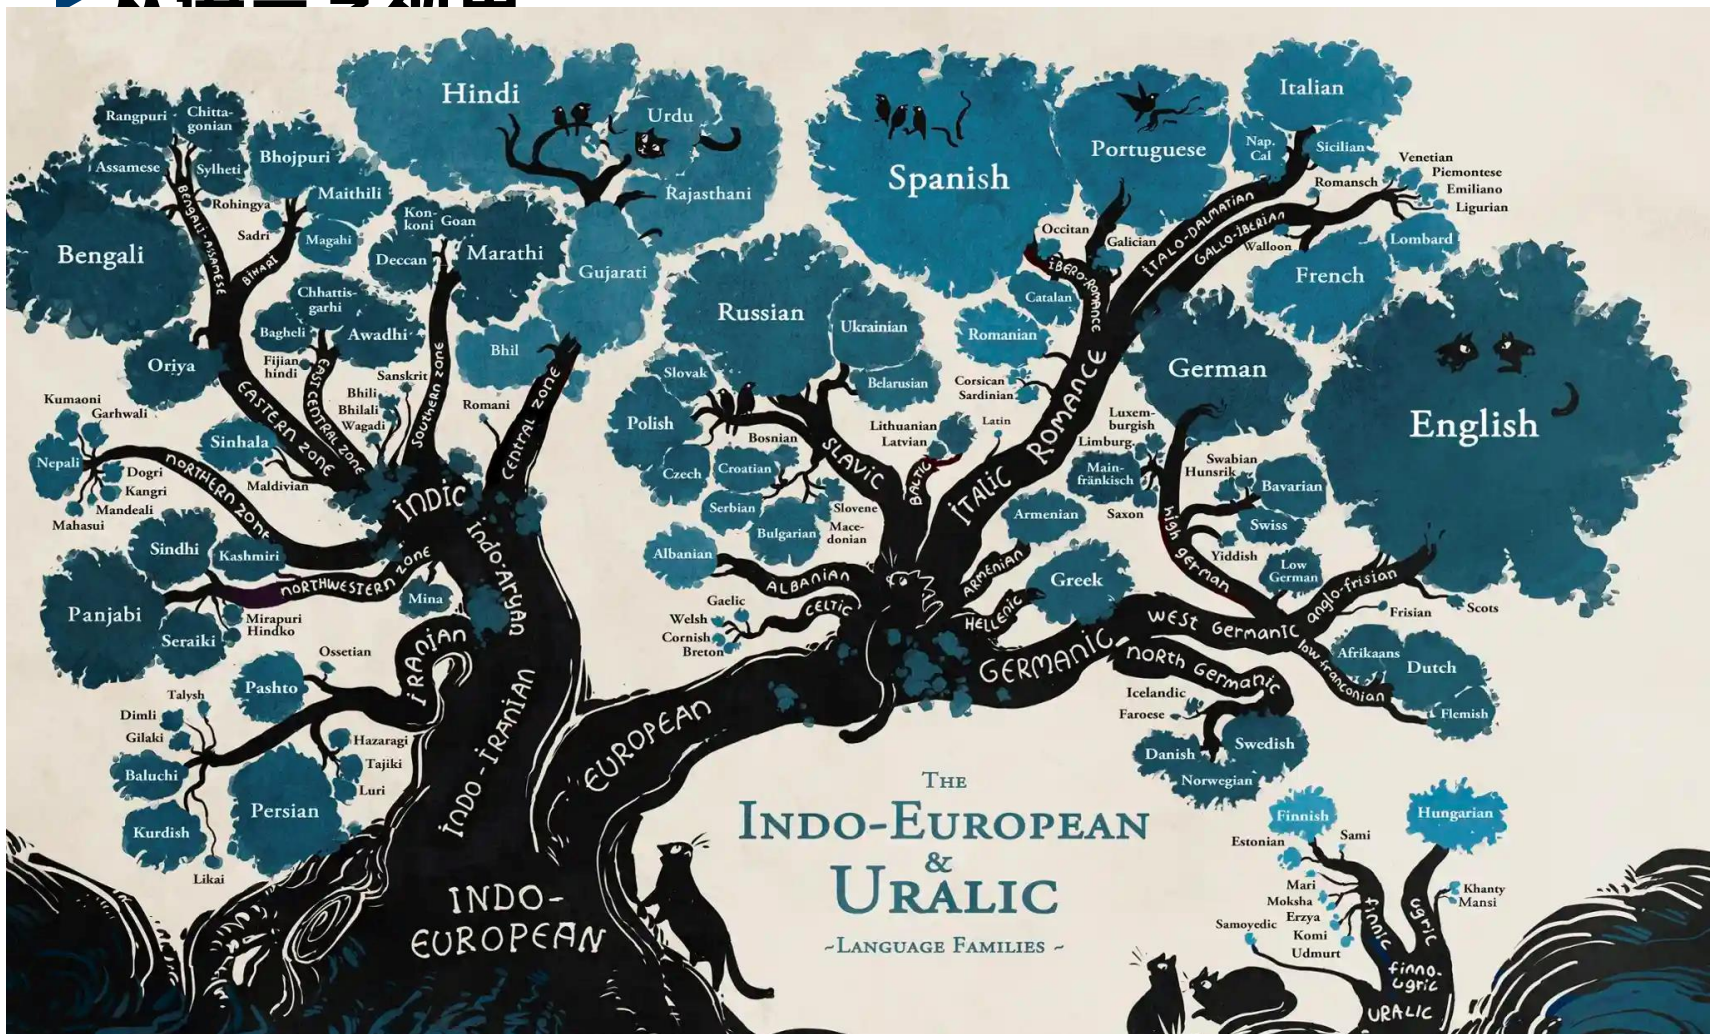 Hindi
Urdu
Rajasthani
Rangpuri
Chitta-
gonian
Assamese
Sylheti
Bhojpuri
Maithili
Rohingya
Sadri
Magahi
Bengali
BENGALI-ASSAMESE
BIHARI
Kon-
koni
Goan
Deccan
Marathi
Gujarati
Chhattis-
garhi
Bagheli
Awadhi
Fijian
hindi
Oriya
Bhil
Sanskrit
Bhili
Bhilali
Wagadi
Romani
EASTERN ZONE
EAST CENTRAL ZONE
SOUTHERN ZONE
CENTRAL ZONE
Kumaoni
Garhwali
Nepali
Dogri
Kangri
Mandeali
Mahasui
NORTHERN ZONE
Sinhala
Maldivian
INDIC
INDO-ARYAN
Sindhi
Kashmiri
NORTHWESTERN ZONE
Panjabi
Mina
Mirapuri
Hindko
Seraiki
IRANIAN
Ossetian
Pashto
Talysh
Dimli
Gilaki
Baluchi
Kurdish
Likai
Persian
Hazaragi
Tajiki
Luri
INDO-IRANIAN
INDO-
EUROPEAN
EUROPEAN
Spanish
Portuguese
Italian
Nap.
Cal
Sicilian
Occitan
Galician
IBERO-ROMANCE
Catalan
ITALO-DALMATIAN
GALLO-IBERIAN
Romansch
Venetian
Piemontese
Emiliano
Ligurian
Lombard
Walloon
French
Romanian
Corsican
Sardinian
Latin
ROMANCE
ITALIC
Russian
Ukrainian
Belarusian
Slovak
Polish
Czech
Bosnian
Croatian
Serbian
Bulgarian
Slovene
Mace-
donian
SLAVIC
Lithuanian
Latvian
BALTIC
Albanian
ALBANIAN
Gaelic
Welsh
Cornish
Breton
CELTIC
Armenian
ARMENIAN
Greek
HELLENIC
GERMANIC
WEST GERMANIC
NORTH GERMANIC
German
Luxem-
burgish
Limburg.
Main-
fränkisch
Saxon
Swabian
Hunsrik
Bavarian
Swiss
Yiddish
high german
Low
German
English
anglo-frisian
Frisian
Scots
low franconian
Afrikaans
Dutch
Flemish
Icelandic
Faroese
Danish
Swedish
Norwegian
THE
INDO-EUROPEAN
&
URALIC
~LANGUAGE FAMILIES ~
Finnish
Hungarian
Estonian
Sami
Mari
Moksha
Erzya
Komi
Udmurt
Samoyedic
Khanty
Mansi
finnic
ugric
finno-
ugric
URALIC